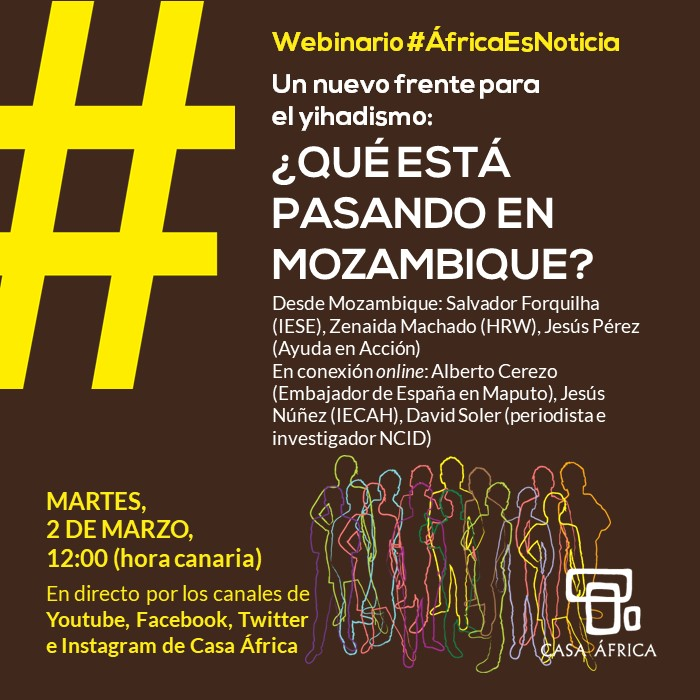 #
Webinario #ÁfricaEsNoticia
Un nuevo frente para
el yihadismo:
¿QUÉ ESTÁ
PASANDO EN
MOZAMBIQUE?
Desde Mozambique: Salvador Forquilha
(IESE), Zenaida Machado (HRW), Jesús Pérez
(Ayuda en Acción)
En conexión online: Alberto Cerezo
(Embajador de España en Maputo), Jesús
Núñez (IECAH), David Soler (periodista e
investigador NCID)
MARTES,
2 DE MARZO,
12:00 (hora canaria)
En directo por los canales de
Youtube, Facebook, Twitter
e Instagram de Casa África
CASA ÁFRICA